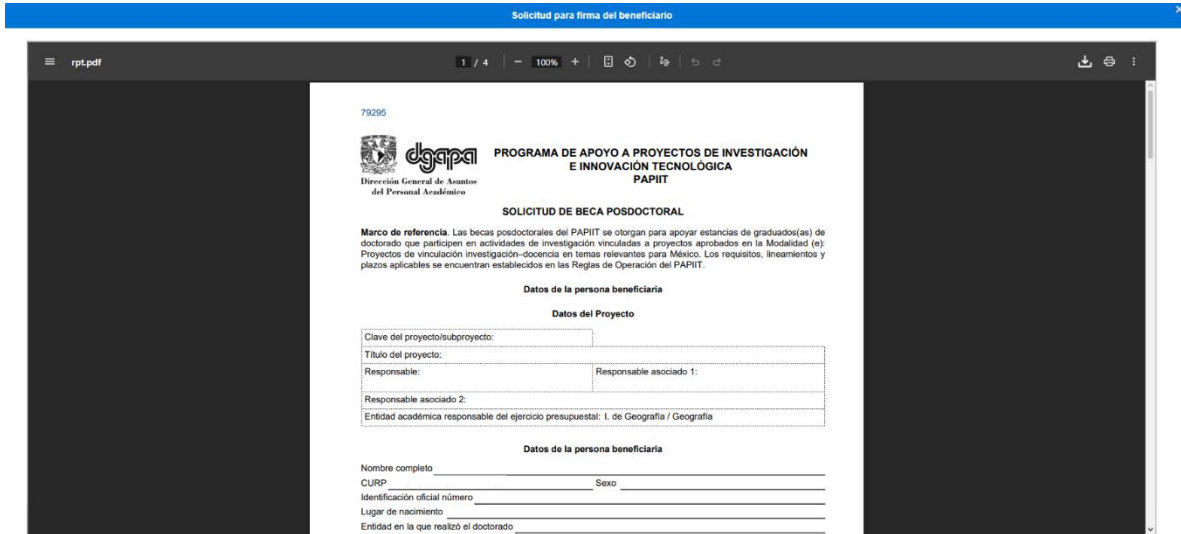 Solicitud para firma del beneficiario
rpt.pdf
1 / 4
100%
79295
dgapa
Dirección General de Asuntos
del Personal Académico
PROGRAMA DE APOYO A PROYECTOS DE INVESTIGACIÓN
E INNOVACIÓN TECNOLÓGICA
PAPIIT
SOLICITUD DE BECA POSDOCTORAL
Marco de referencia. Las becas posdoctorales del PAPIIT se otorgan para apoyar estancias de graduados(as) de
doctorado que participen en actividades de investigación vinculadas a proyectos aprobados en la Modalidad (e):
Proyectos de vinculación investigación–docencia en temas relevantes para México. Los requisitos, lineamientos y
plazos aplicables se encuentran establecidos en las Reglas de Operación del PAPIIT.
Datos de la persona beneficiaria
Datos del Proyecto
Clave del proyecto/subproyecto:
Título del proyecto:
Responsable:
Responsable asociado 1:
Responsable asociado 2:
Entidad académica responsable del ejercicio presupuestal: I. de Geografía / Geografía
Datos de la persona beneficiaria
Nombre completo
CURP
Sexo
Identificación oficial número
Lugar de nacimiento
Entidad en la que realizó el doctorado